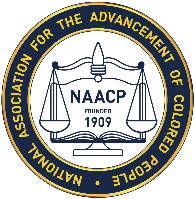 NATIONAL ASSOCIATION FOR THE ADVANCEMENT OF COLORED PEOPLE
NAACP
FOUNDED
1909